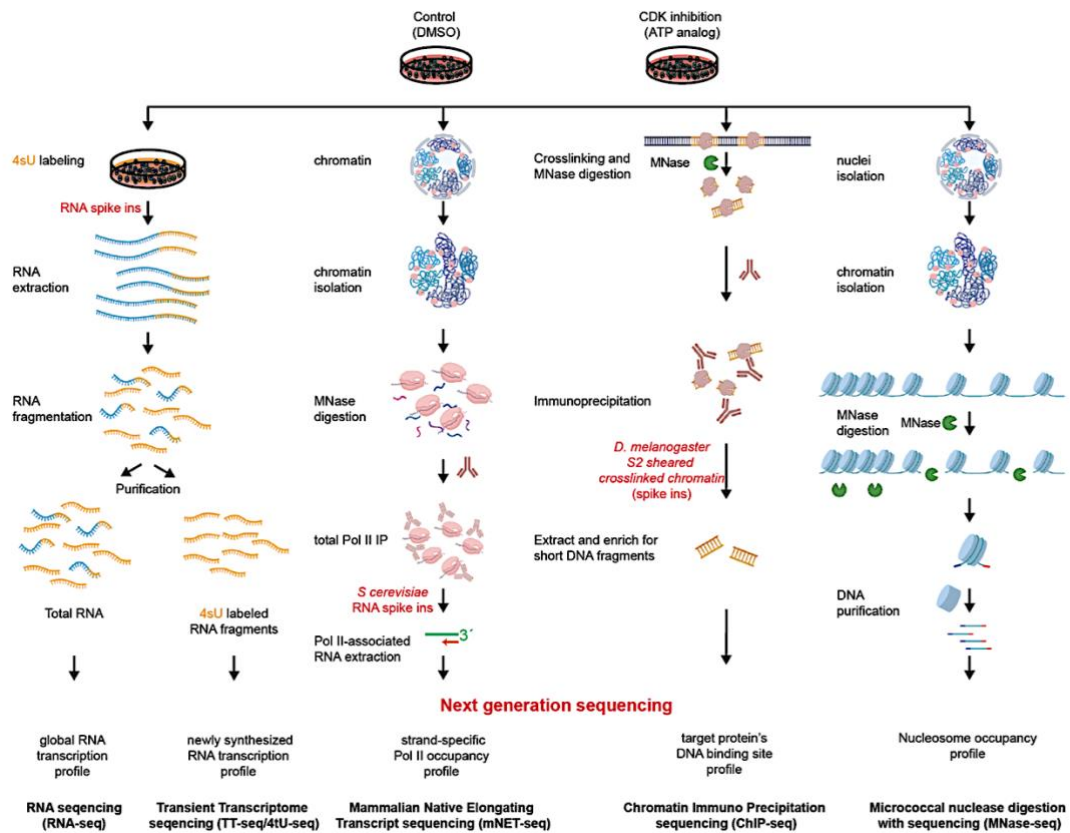 Control
(DMSO)
CDK inhibition
(ATP analog)
4sU labeling
RNA spike ins
RNA
extraction
RNA
fragmentation
Purification
Total RNA
4sU labeled
RNA fragments
chromatin
chromatin
isolation
MNase
digestion
total Pol II IP
S cerevisiae
RNA spike ins
Pol II-associated
RNA extraction
3´
Crosslinking and
MNase digestion
MNase
Immunoprecipitation
D. melanogaster
S2 sheared
crosslinked chromatin
(spike ins)
Extract and enrich for
short DNA fragments
nuclei
isolation
chromatin
isolation
MNase
digestion
MNase
DNA
purification
Next generation sequencing
global RNA
transcription
profile
RNA seqencing
(RNA-seq)
newly synthesized
RNA transcription
profile
Transient Transcriptome
seqencing (TT-seq/4tU-seq)
strand-specific
Pol II occupancy
profile
Mammalian Native Elongating
Transcript sequencing (mNET-seq)
target protein's
DNA binding site
profile
Chromatin Immuno Precipitation
sequencing (ChIP-seq)
Nucleosome occupancy
profile
Micrococcal nuclease digestion
with sequencing (MNase-seq)